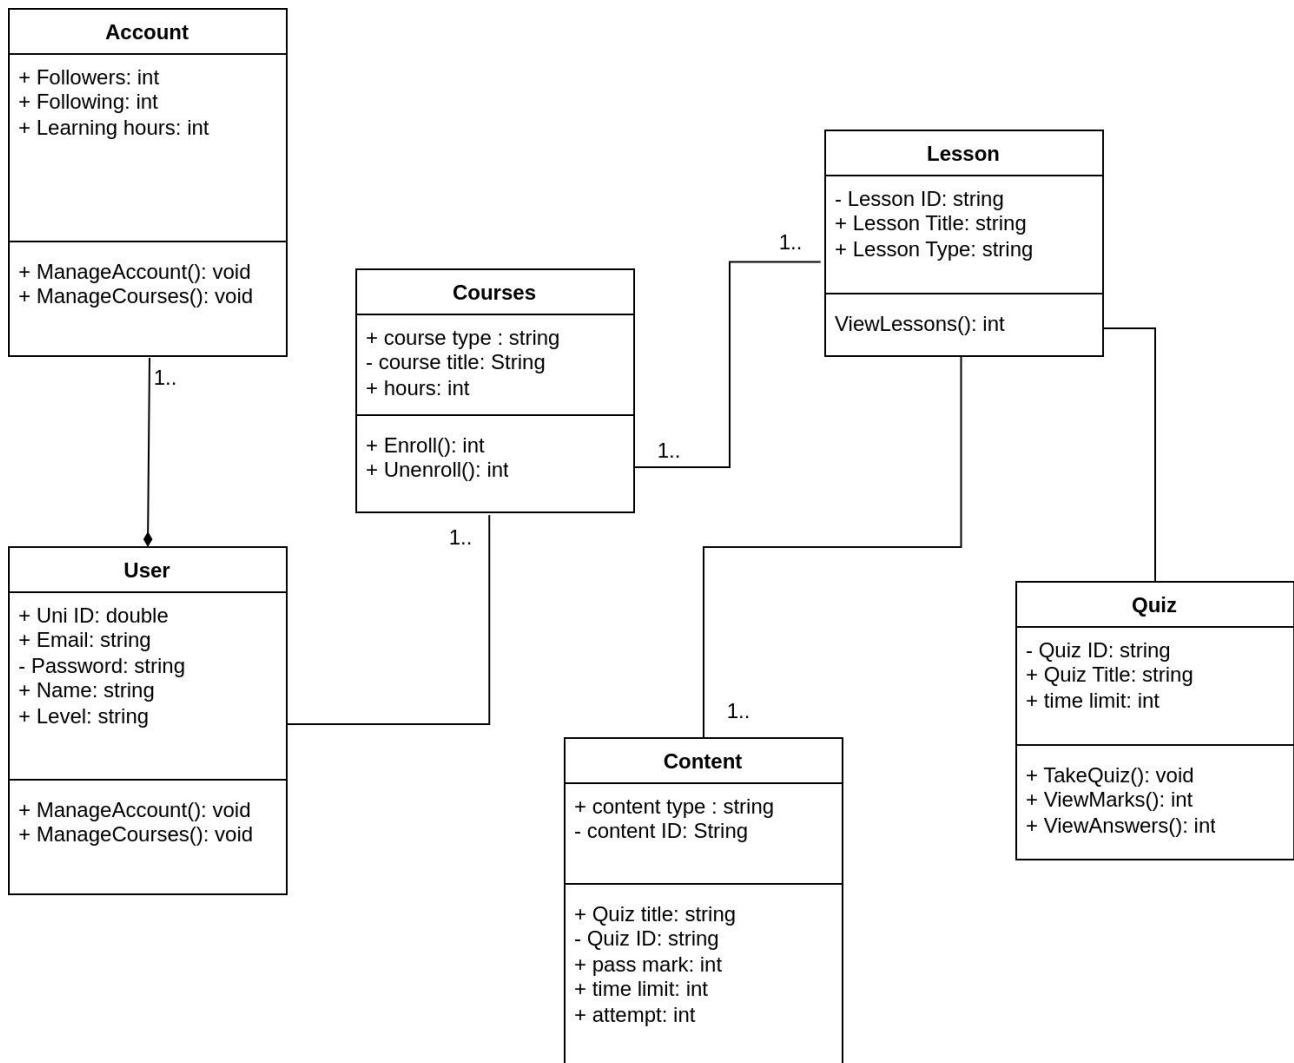 Account
+ Followers: int
+ Following: int
+ Learning hours: int
+ ManageAccount(): void
+ ManageCourses(): void
1..
User
+ Uni ID: double
+ Email: string
- Password: string
+ Name: string
+ Level: string
+ ManageAccount(): void
+ ManageCourses(): void
Courses
+ course type : string
- course title: String
+ hours: int
+ Enroll(): int
+ Unenroll(): int
1..
1..
1..
Lesson
- Lesson ID: string
+ Lesson Title: string
+ Lesson Type: string
ViewLessons(): int
1..
Content
+ content type : string
- content ID: String
+ Quiz title: string
- Quiz ID: string
+ pass mark: int
+ time limit: int
+ attempt: int
Quiz
- Quiz ID: string
+ Quiz Title: string
+ time limit: int
+ TakeQuiz(): void
+ ViewMarks(): int
+ ViewAnswers(): int